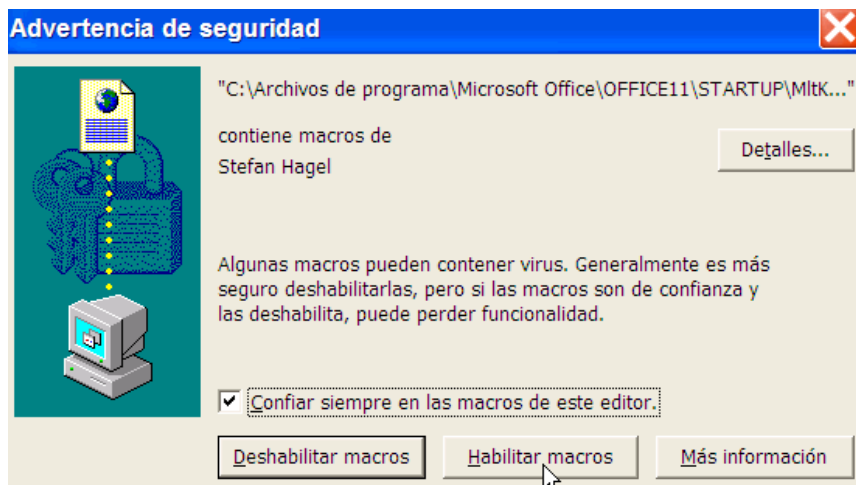 Advertencia de seguridad
"C:\Archivos de programa\Microsoft Office\OFFICE11\STARTUP\MltK..."
contiene macros de
Stefan Hagel
Detalles...
Algunas macros pueden contener virus. Generalmente es más
seguro deshabilitarlas, pero si las macros son de confianza y
las deshabilita, puede perder funcionalidad.
Confiar siempre en las macros de este editor.
Deshabilitar macros
Habilitar macros
Más información